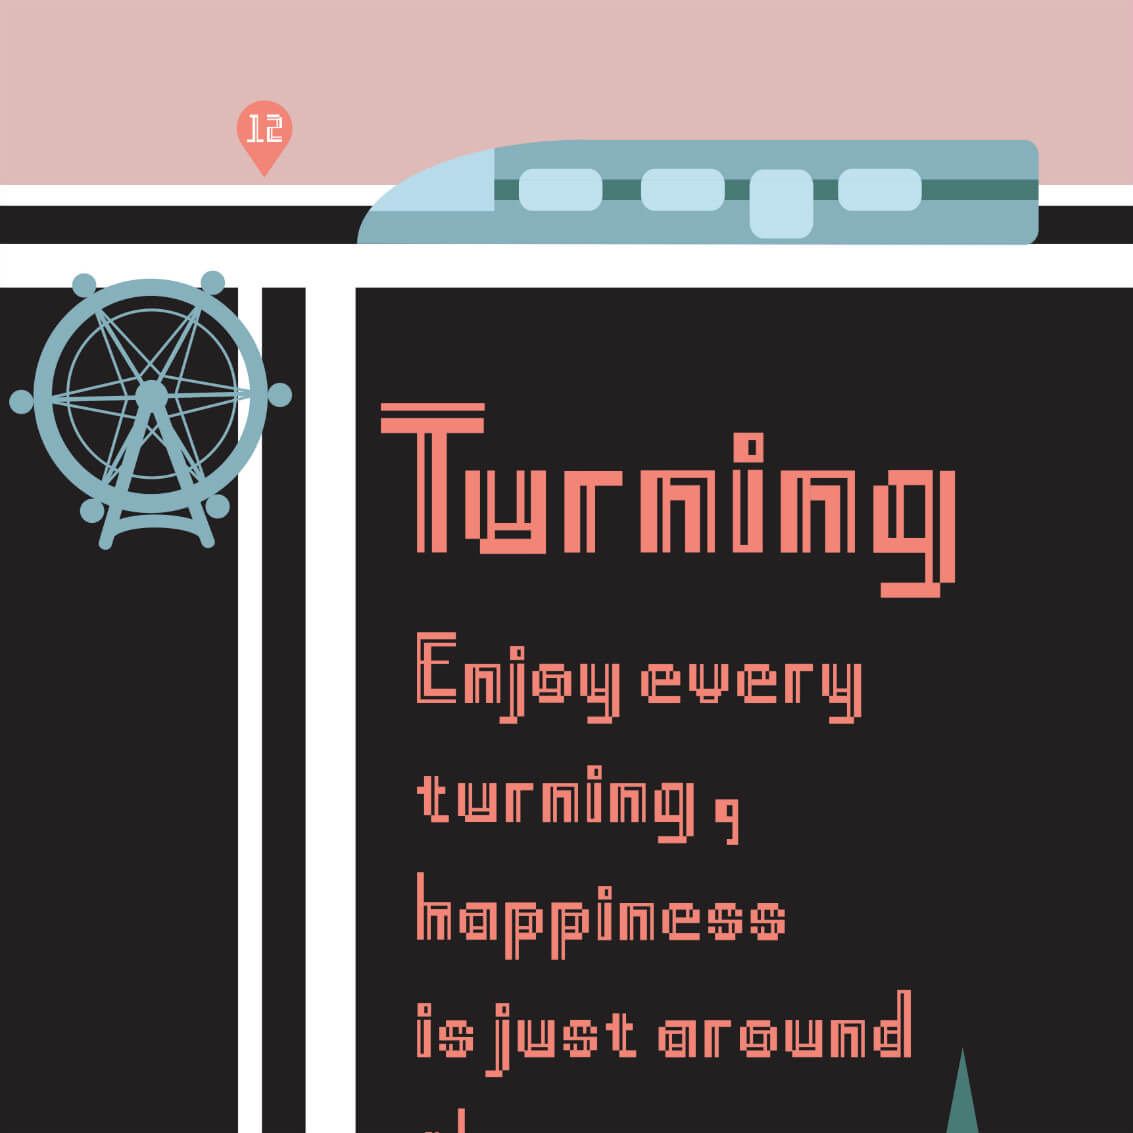 12
Turning
Enjoy every
turning ,
happiness
is just around